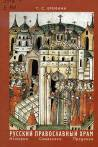 РУССКИЙ ПРАВОСЛАВНЫЙ ХРАМ
История Символика Предания